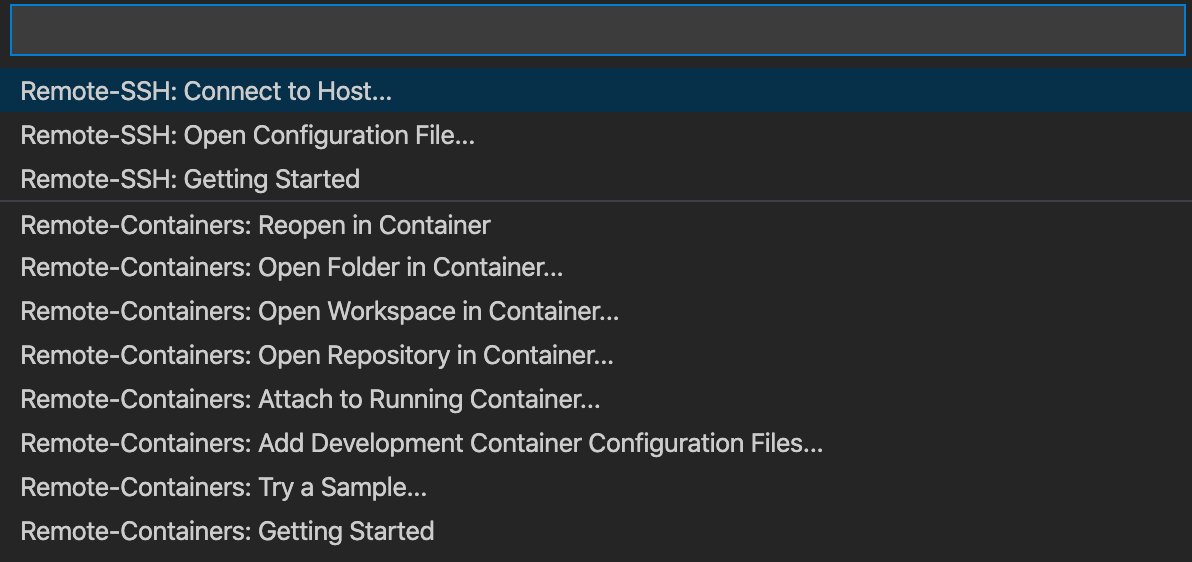 Remote-SSH: Connect to Host...
Remote-SSH: Open Configuration File...
Remote-SSH: Getting Started
Remote-Containers: Reopen in Container
Remote-Containers: Open Folder in Container...
Remote-Containers: Open Workspace in Container...
Remote-Containers: Open Repository in Container...
Remote-Containers: Attach to Running Container...
Remote-Containers: Add Development Container Configuration Files...
Remote-Containers: Try a Sample...
Remote-Containers: Getting Started